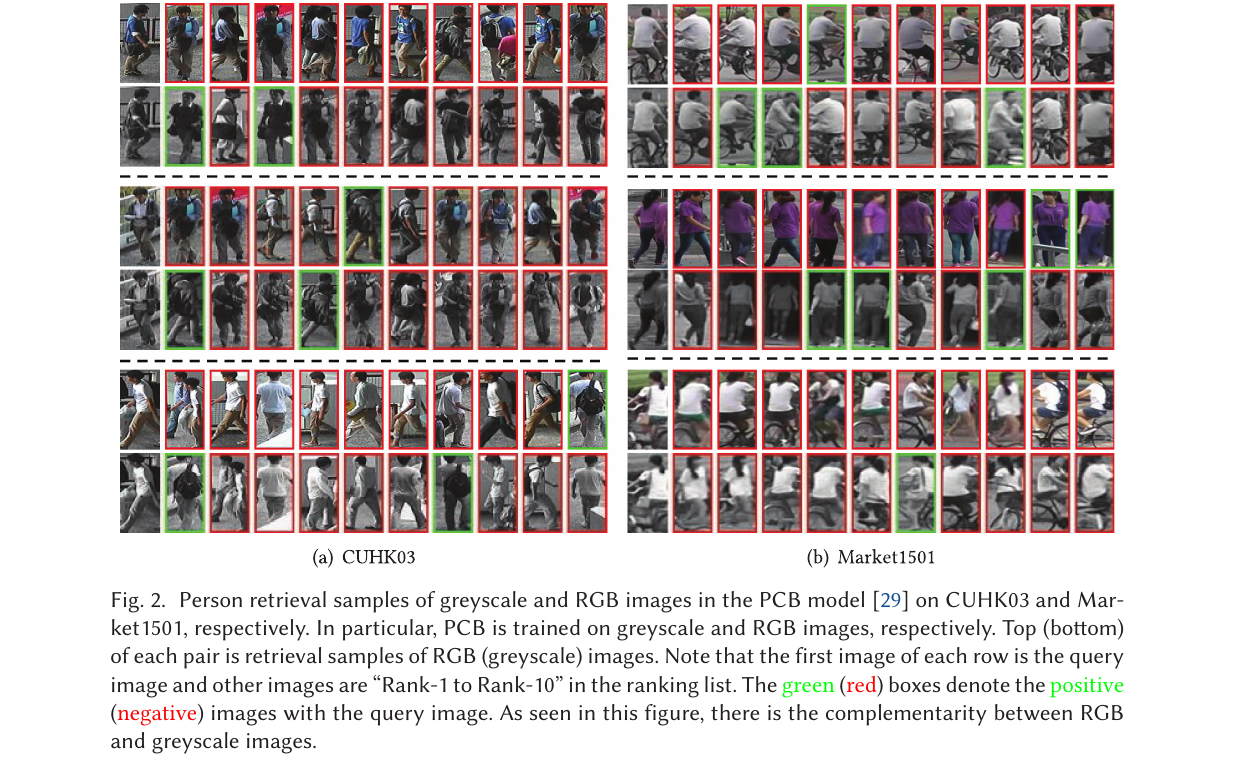 (a) CUHK03
(b) Market1501
Fig. 2. Person retrieval samples of greyscale and RGB images in the PCB model [29] on CUHK03 and Mar-
ket1501, respectively. In particular, PCB is trained on greyscale and RGB images, respectively. Top (bottom)
of each pair is retrieval samples of RGB (greyscale) images. Note that the first image of each row is the query
image and other images are “Rank-1 to Rank-10” in the ranking list. The green (red) boxes denote the positive
(negative) images with the query image. As seen in this figure, there is the complementarity between RGB
and greyscale images.